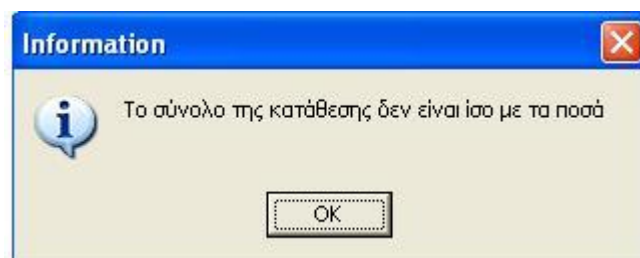 Information
Το σύνολο της κατάθεσης δεν είναι ίσο με τα ποσά
OK